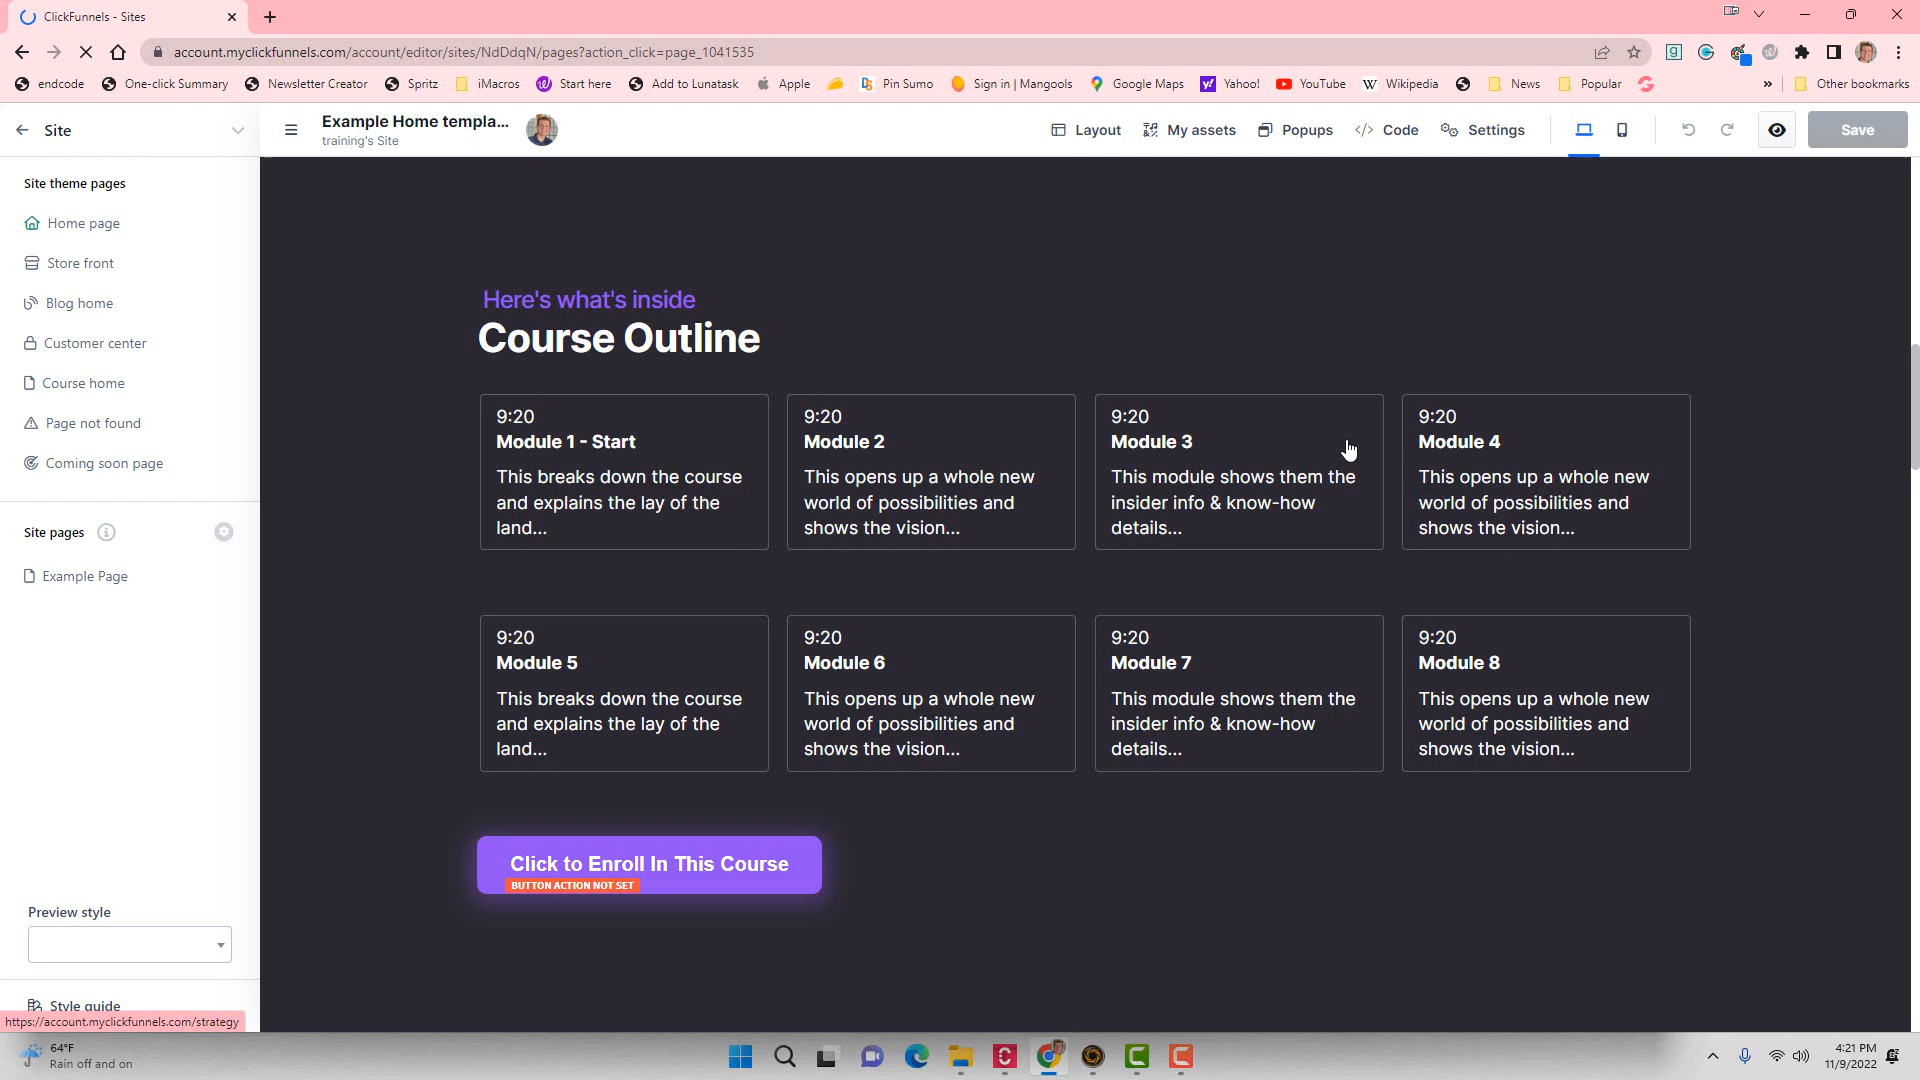 ClickFunnels - Sites
account.myclickfunnels.com/account/editor/sites/NdDdqN/pages?action_click=page_1041535
endcode
One-click Summary
Newsletter Creator
Spritz
iMacros
Start here
Add to Lunatask
Apple
Pin Sumo
Sign in | Mangools
Google Maps
Yahoo!
YouTube
Wikipedia
News
Popular
Other bookmarks
Site
Example Home templa...
training's Site
Layout
My assets
Popups
Code
Settings
Save
Site theme pages
Home page
Store front
Blog home
Customer center
Course home
Page not found
Coming soon page
Site pages
Example Page
Preview style
Style guide
https://account.myclickfunnels.com/strategy
Here's what's inside
Course Outline
9:20
Module 1 - Start
This breaks down the course
and explains the lay of the
land...
9:20
Module 2
This opens up a whole new
world of possibilities and
shows the vision...
9:20
Module 3
This module shows them the
insider info & know-how
details...
9:20
Module 4
This opens up a whole new
world of possibilities and
shows the vision...
9:20
Module 5
This breaks down the course
and explains the lay of the
land...
9:20
Module 6
This opens up a whole new
world of possibilities and
shows the vision...
9:20
Module 7
This module shows them the
insider info & know-how
details...
9:20
Module 8
This opens up a whole new
world of possibilities and
shows the vision...
Click to Enroll In This Course
BUTTON ACTION NOT SET
64°F
Rain off and on
4:21 PM
11/9/2022